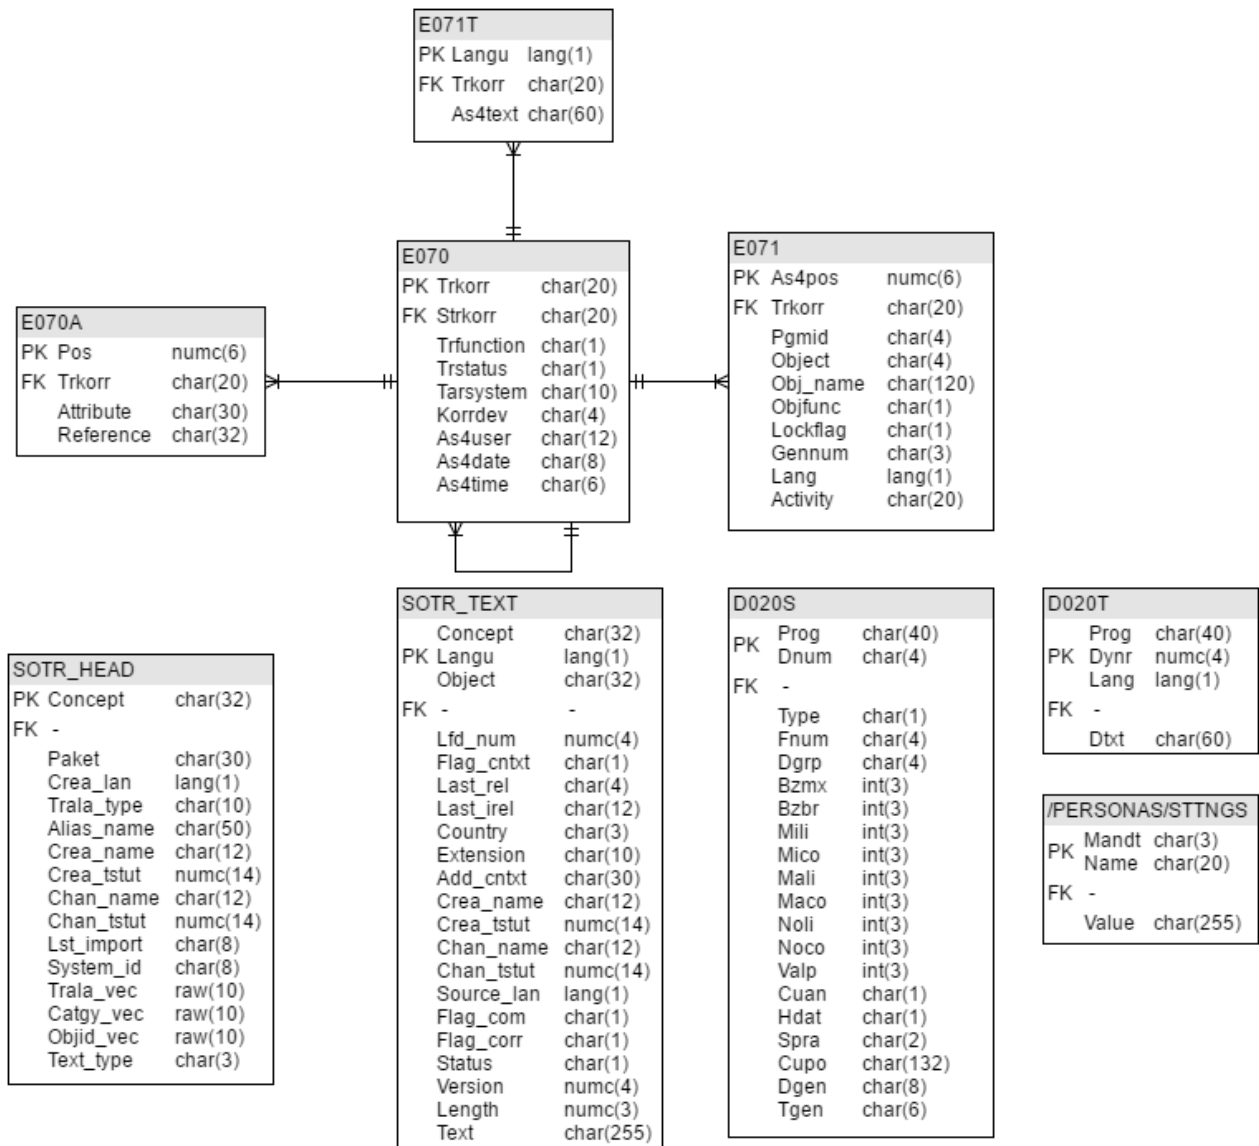 E071T
PK Langu lang(1)
FK Trkorr char(20)
As4text char(60)
E070
PK Trkorr char(20)
FK Strkorr char(20)
Trfunction char(1)
Trstatus char(1)
Tarsystem char(10)
Korrdev char(4)
As4user char(12)
As4date char(8)
As4time char(6)
E071
PK As4pos numc(6)
FK Trkorr char(20)
Pgmid char(4)
Object char(4)
Obj_name char(120)
Objfunc char(1)
Lockflag char(1)
Gennum char(3)
Lang lang(1)
Activity char(20)
E070A
PK Pos numc(6)
FK Trkorr char(20)
Attribute char(30)
Reference char(32)
SOTR_HEAD
PK Concept char(32)
FK -
Paket char(30)
Crea_lan lang(1)
Trala_type char(10)
Alias_name char(50)
Crea_name char(12)
Crea_tstut numc(14)
Chan_name char(12)
Chan_tstut numc(14)
Lst_import char(8)
System_id char(8)
Trala_vec raw(10)
Catgy_vec raw(10)
Objid_vec raw(10)
Text_type char(3)
SOTR_TEXT
Concept char(32)
PK Langu lang(1)
Object char(32)
FK - -
Lfd_num numc(4)
Flag_cntxt char(1)
Last_rel char(4)
Last_irel char(12)
Country char(3)
Extension char(10)
Add_cntxt char(30)
Crea_name char(12)
Crea_tstut numc(14)
Chan_name char(12)
Chan_tstut numc(14)
Source_lan lang(1)
Flag_com char(1)
Flag_corr char(1)
Status char(1)
Version numc(4)
Length numc(3)
Text char(255)
D020S
PK Prog char(40)
Dnum char(4)
FK -
Type char(1)
Fnum char(4)
Dgrp char(4)
Bzmx int(3)
Bzbr int(3)
Mili int(3)
Mico int(3)
Mali int(3)
Maco int(3)
Noli int(3)
Noco int(3)
Valp int(3)
Cuan char(1)
Hdat char(1)
Spra char(2)
Cupo char(132)
Dgen char(8)
Tgen char(6)
D020T
Prog char(40)
PK Dynr numc(4)
Lang lang(1)
FK -
Dtxt char(60)
/PERSONAS/STTNGS
PK Mandt char(3)
Name char(20)
FK -
Value char(255)